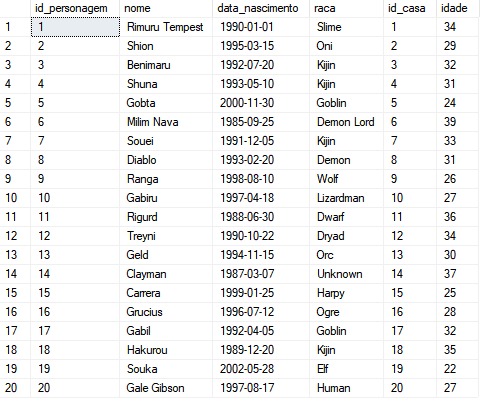 id_personagem nome data_nascimento raca id_casa idade
1 1 Rimuru Tempest 1990-01-01 Slime 1 34
2 2 Shion 1995-03-15 Oni 2 29
3 3 Benimaru 1992-07-20 Kijin 3 32
4 4 Shuna 1993-05-10 Kijin 4 31
5 5 Gobta 2000-11-30 Goblin 5 24
6 6 Milim Nava 1985-09-25 Demon Lord 6 39
7 7 Souei 1991-12-05 Kijin 7 33
8 8 Diablo 1993-02-20 Demon 8 31
9 9 Ranga 1998-08-10 Wolf 9 26
10 10 Gabiru 1997-04-18 Lizardman 10 27
11 11 Rigurd 1988-06-30 Dwarf 11 36
12 12 Treyni 1990-10-22 Dryad 12 34
13 13 Geld 1994-11-15 Orc 13 30
14 14 Clayman 1987-03-07 Unknown 14 37
15 15 Carrera 1999-01-25 Harpy 15 25
16 16 Grucius 1996-07-12 Ogre 16 28
17 17 Gabil 1992-04-05 Goblin 17 32
18 18 Hakurou 1989-12-20 Kijin 18 35
19 19 Souka 2002-05-28 Elf 19 22
20 20 Gale Gibson 1997-08-17 Human 20 27